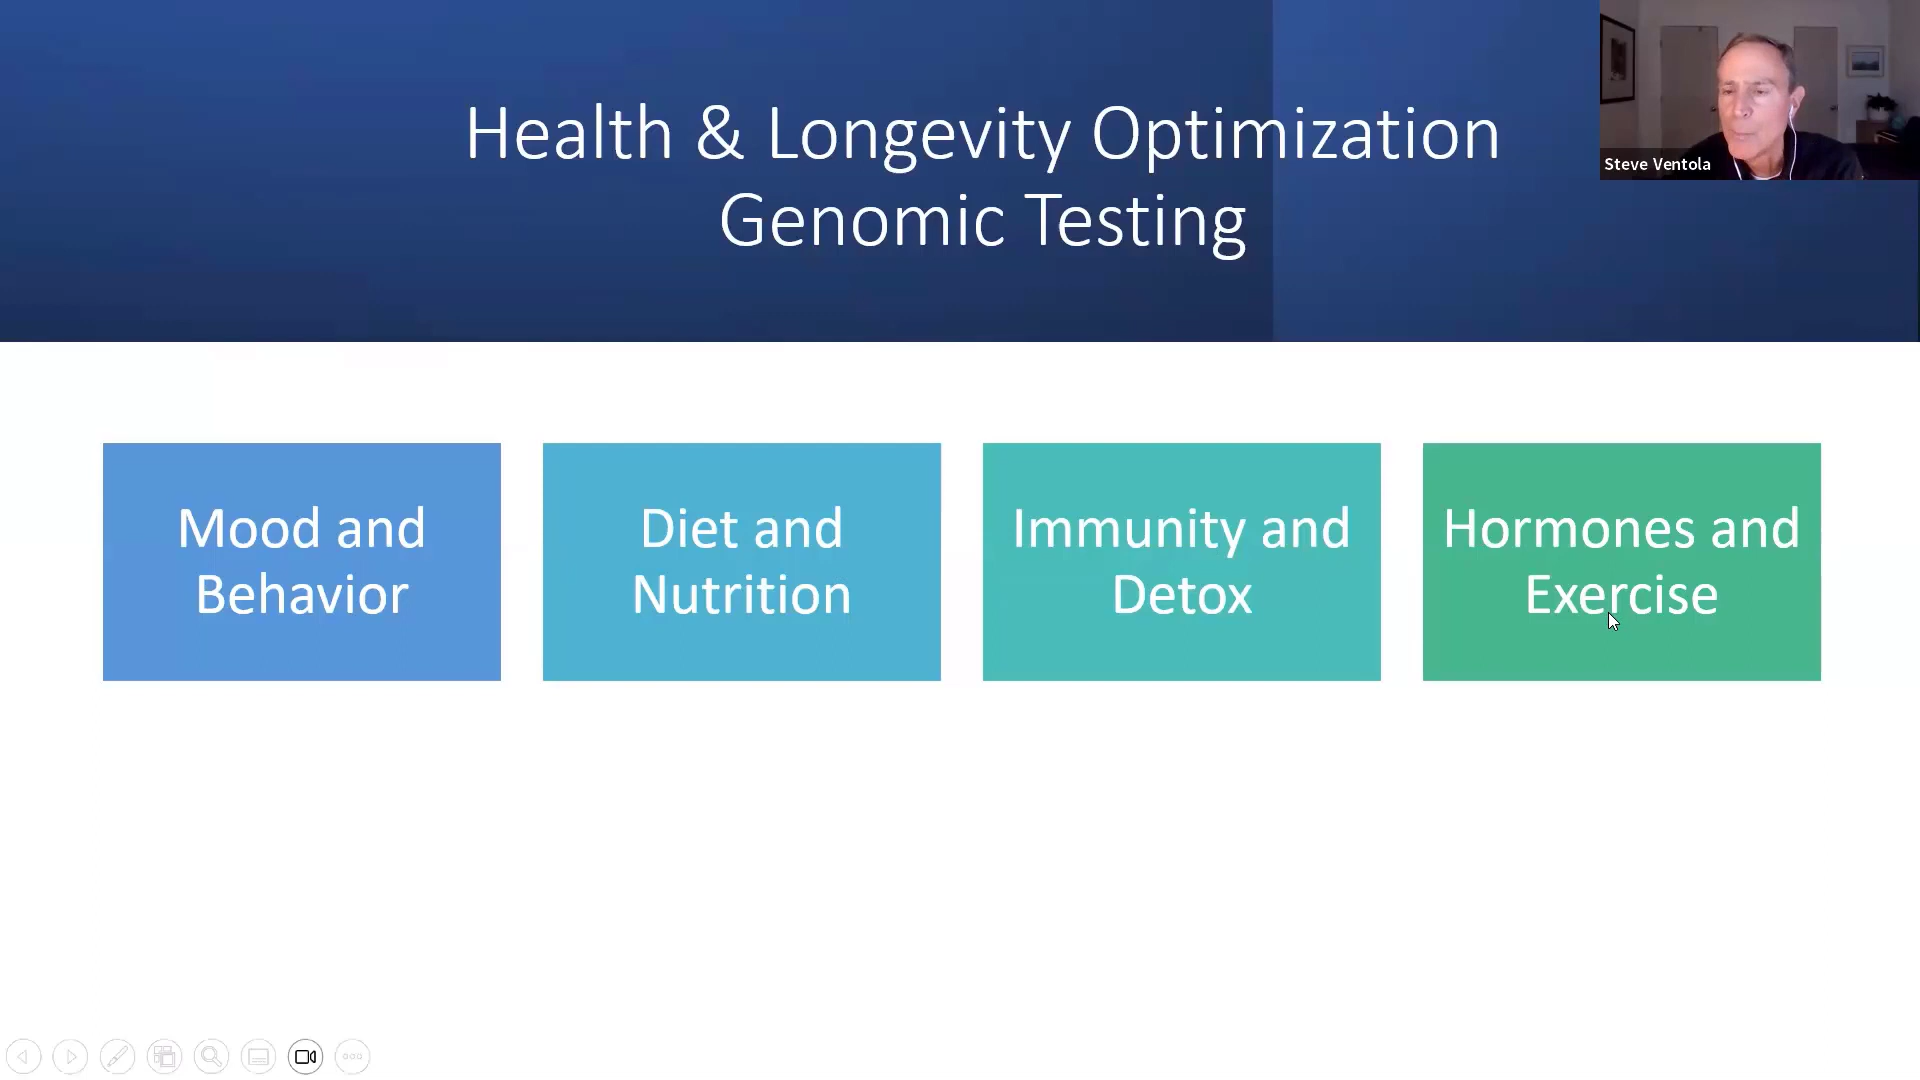 Health & Longevity Optimization
Genomic Testing
Steve Ventola
Mood and
Behavior
Diet and
Nutrition
Immunity and
Detox
Hormones and
Exercise